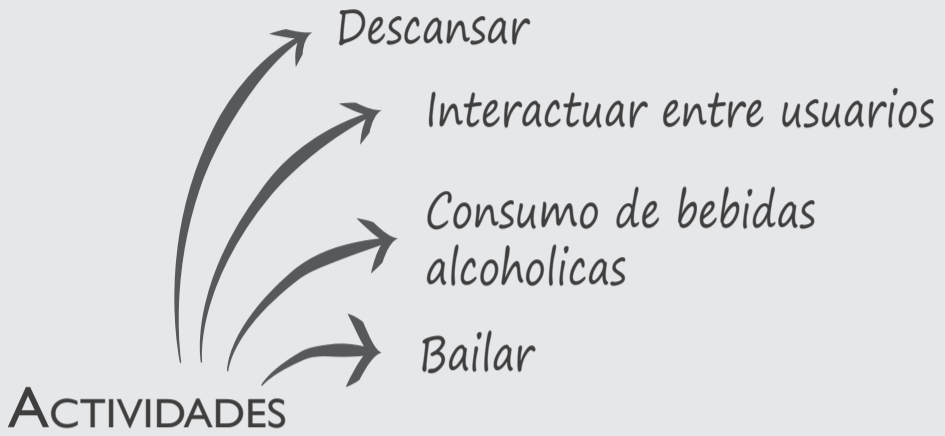 Descansar
Interactuar entre usuarios
Consumo de bebidas
alcoholicas
Bailar
ACTIVIDADES